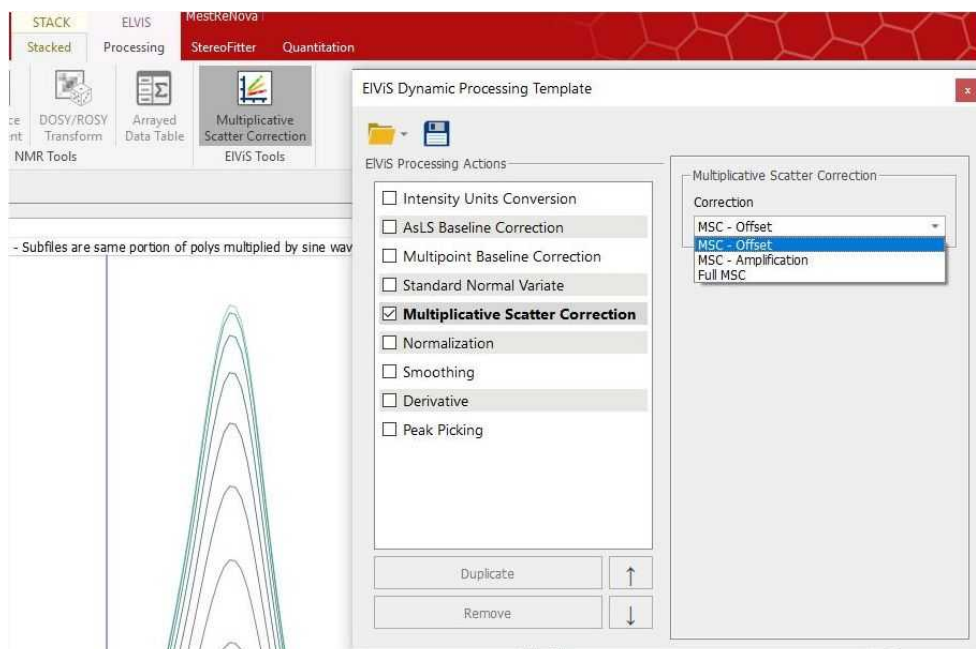 MestReNova
STACK
ELVIS
Stacked
Processing
StereoFitter
Quantitation
DOSY/ROSY
Transform
Arrayed
Data Table
Multiplicative
Scatter Correction
NMR Tools
ElViS Tools
- Subfiles are same portion of polys multiplied by sine wav
ElViS Dynamic Processing Template
x
ElViS Processing Actions
Intensity Units Conversion
AsLS Baseline Correction
Multipoint Baseline Correction
Standard Normal Variate
Multiplicative Scatter Correction
Normalization
Smoothing
Derivative
Peak Picking
Duplicate
Remove
Multiplicative Scatter Correction
Correction
MSC - Offset
MSC - Offset
MSC - Amplification
Full MSC